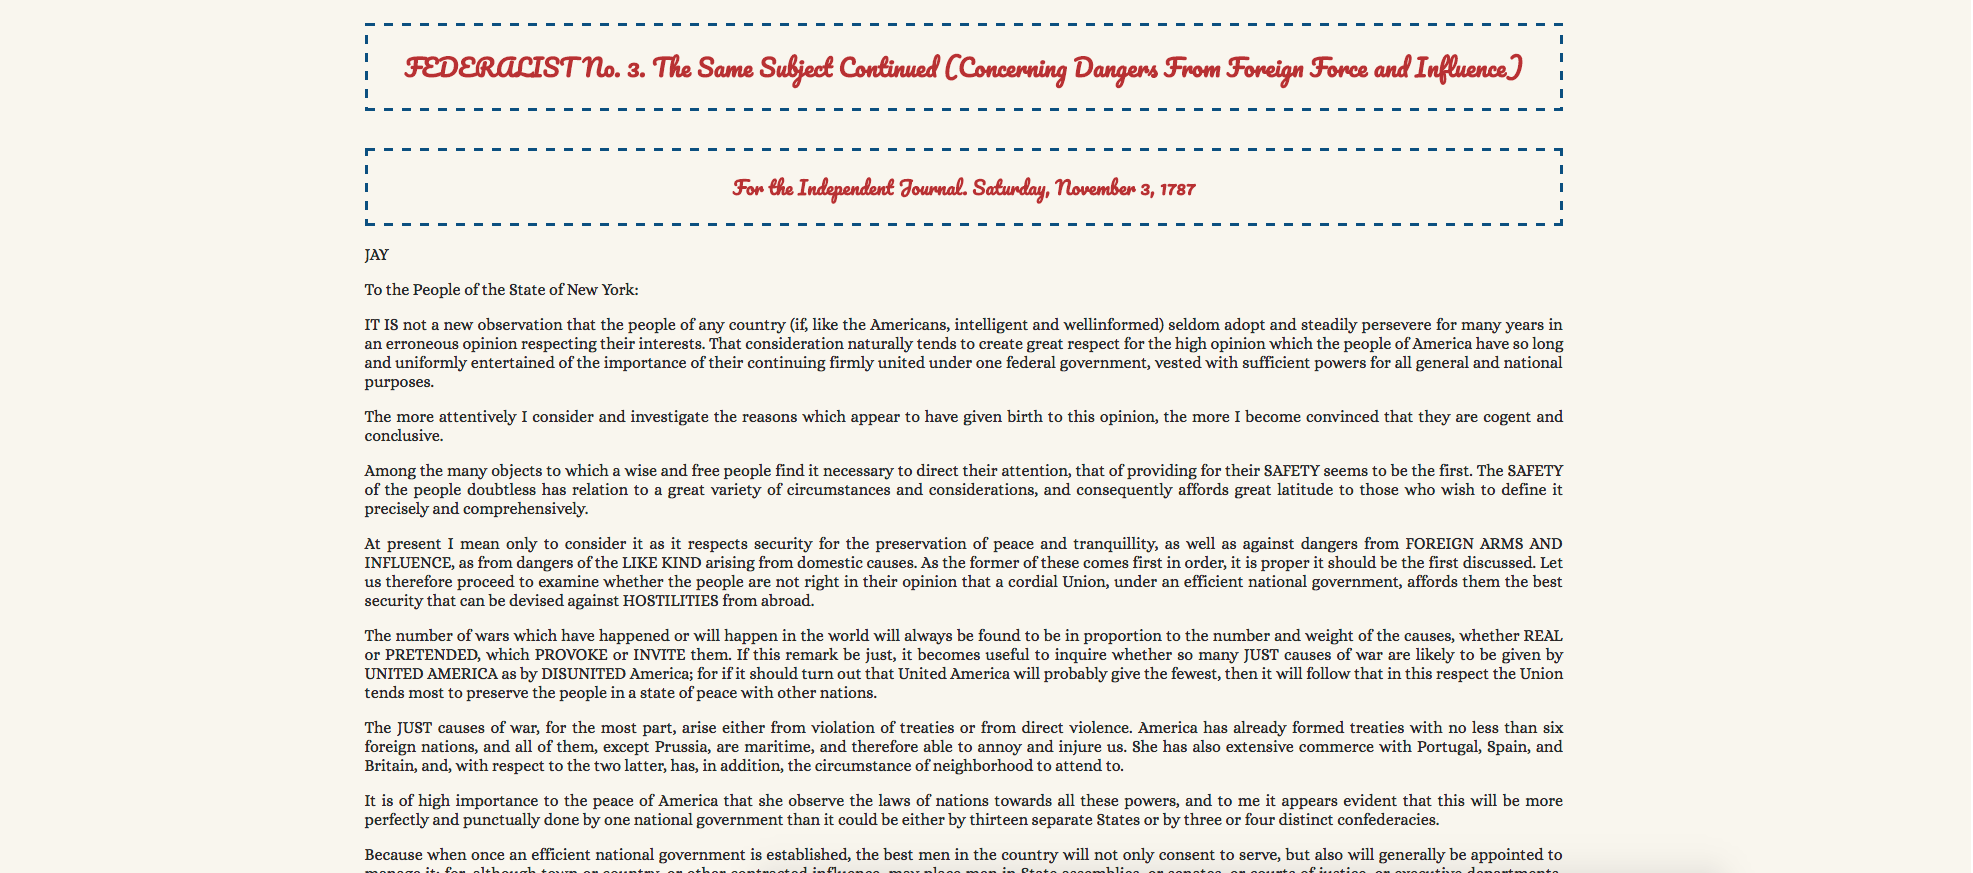 FEDERALIST No. 3. The Same Subject Continued (Concerning Dangers From Foreign Force and Influence)
For the Independent Journal. Saturday, November 3, 1787
JAY
To the People of the State of New York:
IT IS not a new observation that the people of any country (if, like the Americans, intelligent and wellinformed) seldom adopt and steadily persevere for many years in
an erroneous opinion respecting their interests. That consideration naturally tends to create great respect for the high opinion which the people of America have so long
and uniformly entertained of the importance of their continuing firmly united under one federal government, vested with sufficient powers for all general and national
purposes.
The more attentively I consider and investigate the reasons which appear to have given birth to this opinion, the more I become convinced that they are cogent and
conclusive.
Among the many objects to which a wise and free people find it necessary to direct their attention, that of providing for their SAFETY seems to be the first. The SAFETY
of the people doubtless has relation to a great variety of circumstances and considerations, and consequently affords great latitude to those who wish to define it
precisely and comprehensively.
At present I mean only to consider it as it respects security for the preservation of peace and tranquillity, as well as against dangers from FOREIGN ARMS AND
INFLUENCE, as from dangers of the LIKE KIND arising from domestic causes. As the former of these comes first in order, it is proper it should be the first discussed. Let
us therefore proceed to examine whether the people are not right in their opinion that a cordial Union, under an efficient national government, affords them the best
security that can be devised against HOSTILITIES from abroad.
The number of wars which have happened or will happen in the world will always be found to be in proportion to the number and weight of the causes, whether REAL
or PRETENDED, which PROVOKE or INVITE them. If this remark be just, it becomes useful to inquire whether so many JUST causes of war are likely to be given by
UNITED AMERICA as by DISUNITED America; for if it should turn out that United America will probably give the fewest, then it will follow that in this respect the Union
tends most to preserve the people in a state of peace with other nations.
The JUST causes of war, for the most part, arise either from violation of treaties or from direct violence. America has already formed treaties with no less than six
foreign nations, and all of them, except Prussia, are maritime, and therefore able to annoy and injure us. She has also extensive commerce with Portugal, Spain, and
Britain, and, with respect to the two latter, has, in addition, the circumstance of neighborhood to attend to.
It is of high importance to the peace of America that she observe the laws of nations towards all these powers, and to me it appears evident that this will be more
perfectly and punctually done by one national government than it could be either by thirteen separate States or by three or four distinct confederacies.
Because when once an efficient national government is established, the best men in the country will not only consent to serve, but also will generally be appointed to
manage it; for, although town or country, or other contracted influence, may place men in State assemblies, or senates, or courts of justice, or executive departments,